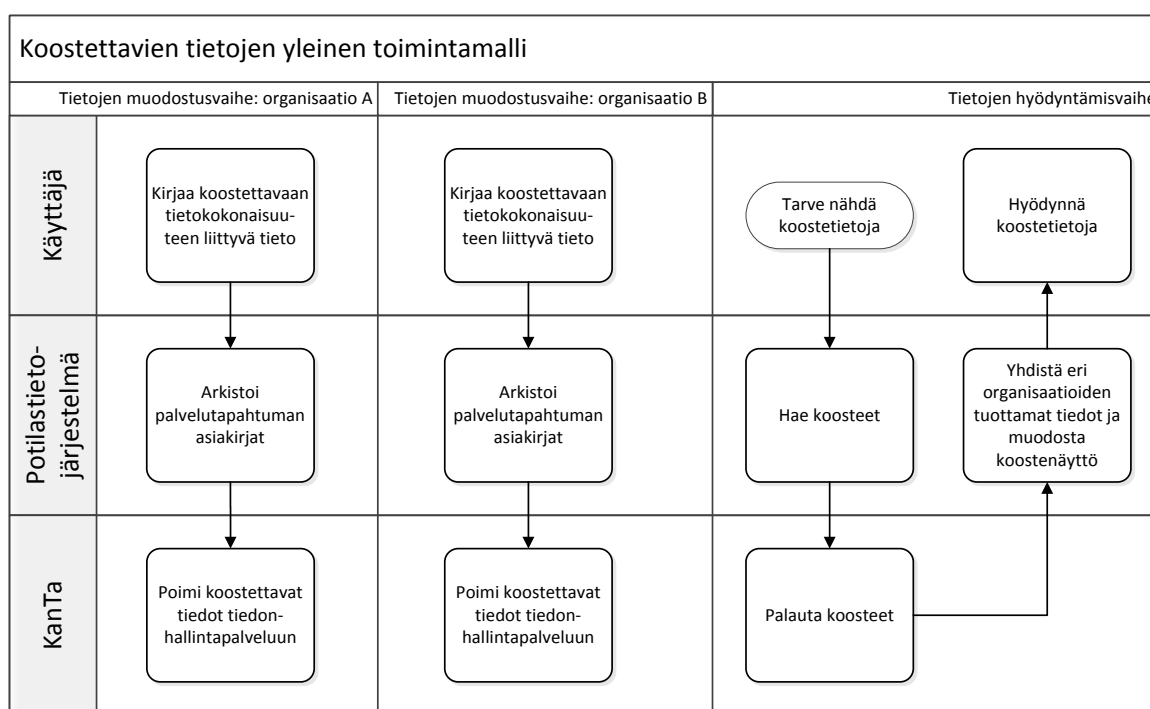 Koostettavien tietojen yleinen toimintamalli
Tietojen muodostusvaihe: organisaatio A
Tietojen muodostusvaihe: organisaatio B
Tietojen hyödyntämisvaihe
Käyttäjä
Kirjaa koostettavaan
tietokokonaisuu-
teen liittyvä tieto
Kirjaa koostettavaan
tietokokonaisuu-
teen liittyvä tieto
Tarve nähdä
koostetietoja
Hyödynnä
koostetietoja
Potilastieto-
järjestelmä
Arkistoi
palvelutapahtuman
asiakirjat
Arkistoi
palvelutapahtuman
asiakirjat
Hae koosteet
Yhdistä eri
organisaatioiden
tuottamat tiedot ja
muodosta
koostenäyttö
KanTa
Poimi koostettavat
tiedot tiedon-
hallintapalveluun
Poimi koostettavat
tiedot tiedon-
hallintapalveluun
Palauta koosteet